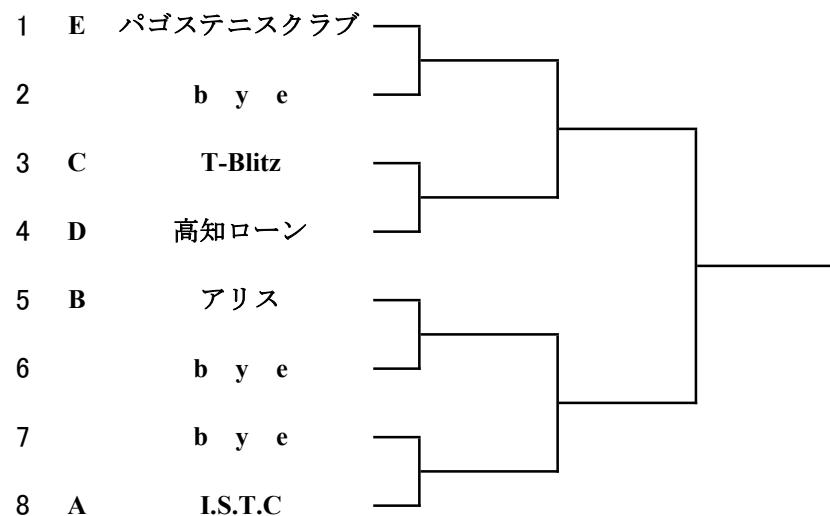 1 E パゴステニスクラブ
2 b y e
3 C T-Blitz
4 D 高知ローン
5 B アリス
6 b y e
7 b y e
8 A I.S.T.C